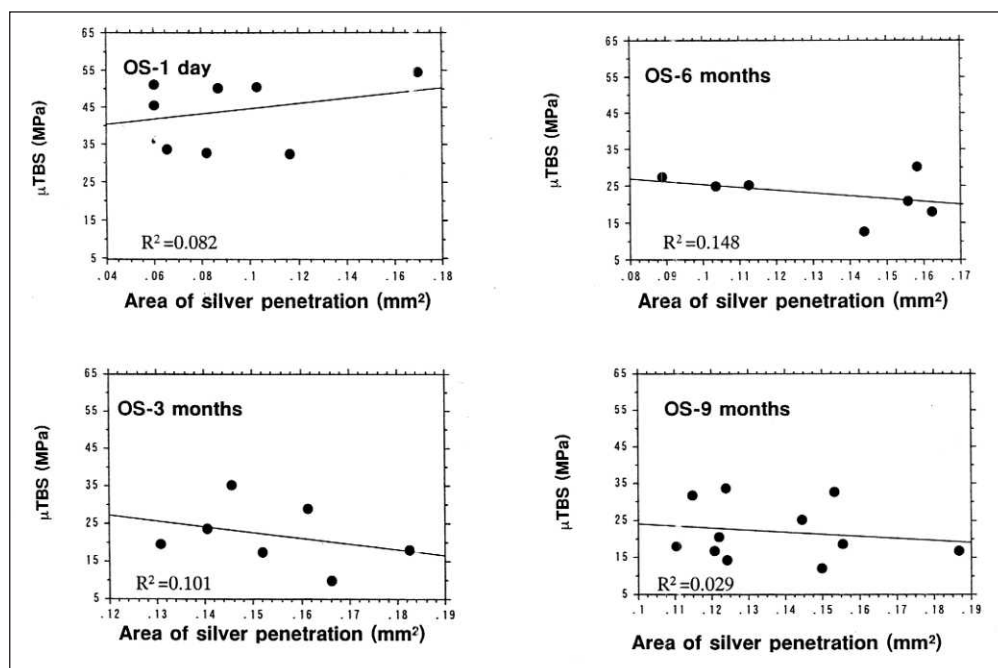 65
55
45
35
25
15
5
μTBS (MPa)
OS-1 day
R²=0.082
.04 .06 .08 .1 .12 .14 .16 .18
Area of silver penetration (mm²)
65
55
45
35
25
15
5
μTBS (MPa)
OS-6 months
R²=0.148
.08 .09 .1 .11 .12 .13 .14 .15 .16 .17
Area of silver penetration (mm²)
65
55
45
35
25
15
5
μTBS (MPa)
OS-3 months
R²=0.101
.12 .13 .14 .15 .16 .17 .18 .19
Area of silver penetration (mm²)
65
55
45
35
25
15
5
μTBS (MPa)
OS-9 months
R²=0.029
.1 .11 .12 .13 .14 .15 .16 .17 .18 .19
Area of silver penetration (mm²)